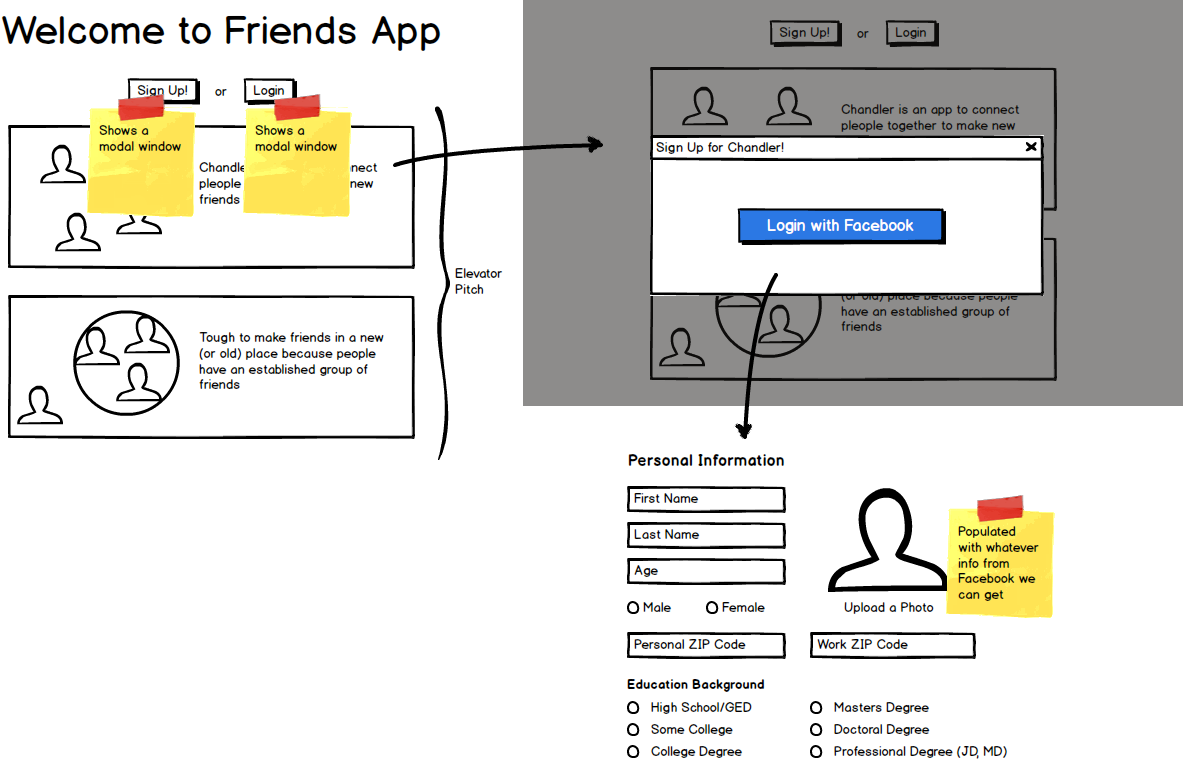 Welcome to Friends App
Sign Up! or Login
Shows a
modal window
Shows a
modal window
Chandle nect
pleople new
friends
Elevator
Pitch
Tough to make friends in a new
(or old) place because people
have an established group of
friends
Sign Up! or Login
Chandler is an app to connect
pleople together to make new
Sign Up for Chandler!
Login with Facebook
(or old) place because people
have an established group of
friends
Personal Information
First Name
Last Name
Age
Male Female
Upload a Photo
Populated
with whatever
info from
Facebook we
can get
Personal ZIP Code Work ZIP Code
Education Background
High School/GED Masters Degree
Some College Doctoral Degree
College Degree Professional Degree (JD, MD)